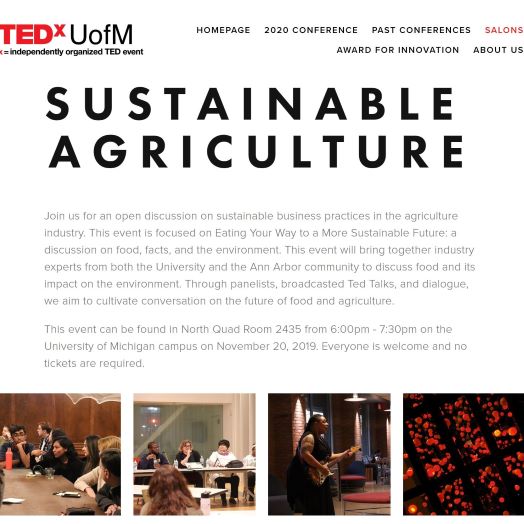 TEDx UofM
x = independently organized TED event
HOMEPAGE 2020 CONFERENCE PAST CONFERENCES SALONS
AWARD FOR INNOVATION ABOUT US
SUSTAINABLE
AGRICULTURE
Join us for an open discussion on sustainable business practices in the agriculture
industry. This event is focused on Eating Your Way to a More Sustainable Future: a
discussion on food, facts, and the environment. This event will bring together industry
experts from both the University and the Ann Arbor community to discuss food and its
impact on the environment. Through panelists, broadcasted Ted Talks, and dialogue,
we aim to cultivate conversation on the future of food and agriculture.
This event can be found in North Quad Room 2435 from 6:00pm - 7:30pm on the
University of Michigan campus on November 20, 2019. Everyone is welcome and no
tickets are required.